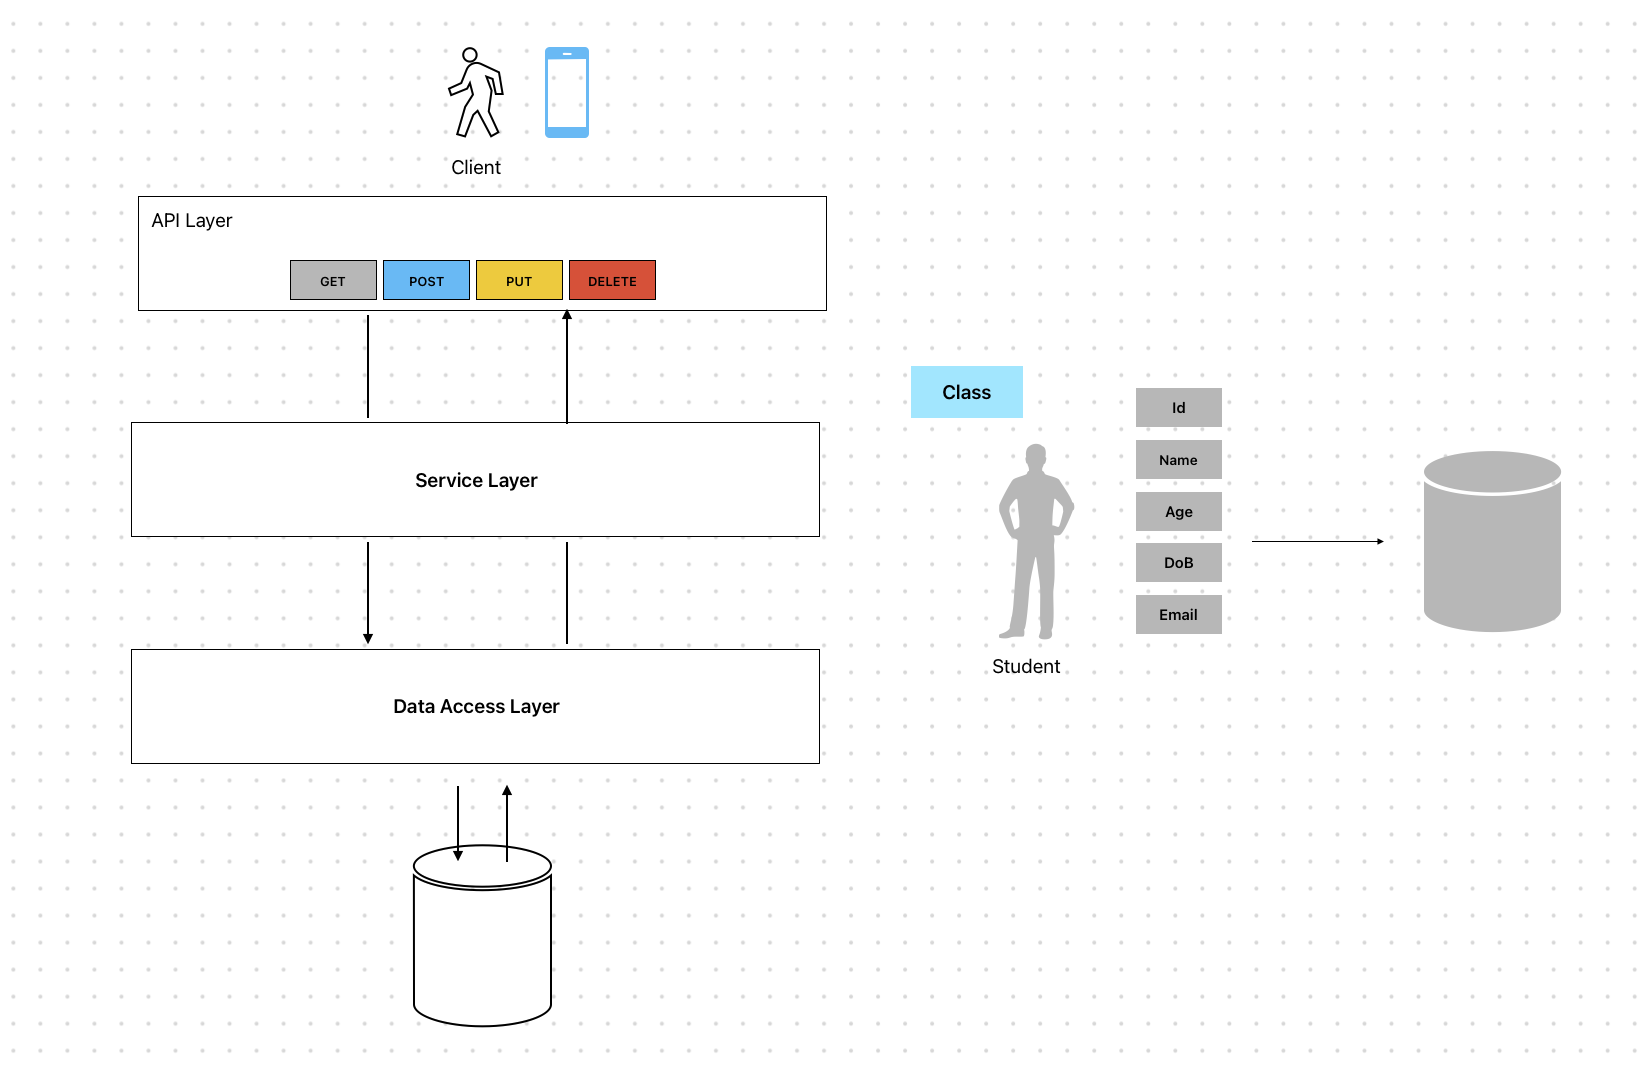 Client
API Layer
GET
POST
PUT
DELETE
Service Layer
Data Access Layer
Class
Id
Name
Age
DoB
Email
Student